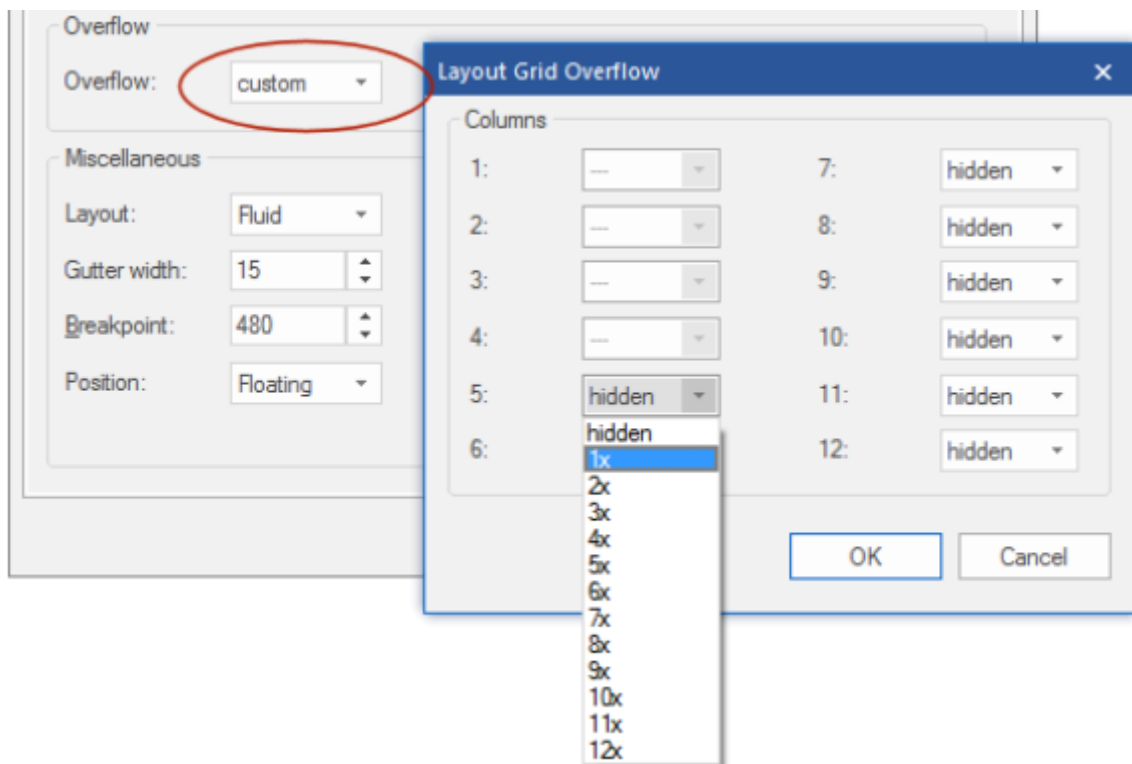 Overflow
Overflow: custom
Miscellaneous
Layout: Fluid
Gutter width: 15
Breakpoint: 480
Position: Floating
Layout Grid Overflow
Columns
1: --- 7: hidden
2: --- 8: hidden
3: --- 9: hidden
4: --- 10: hidden
5: hidden 11: hidden
6: 12: hidden
hidden
1x
2x
3x
4x
5x
6x
7x
8x
9x
10x
11x
12x
OK Cancel